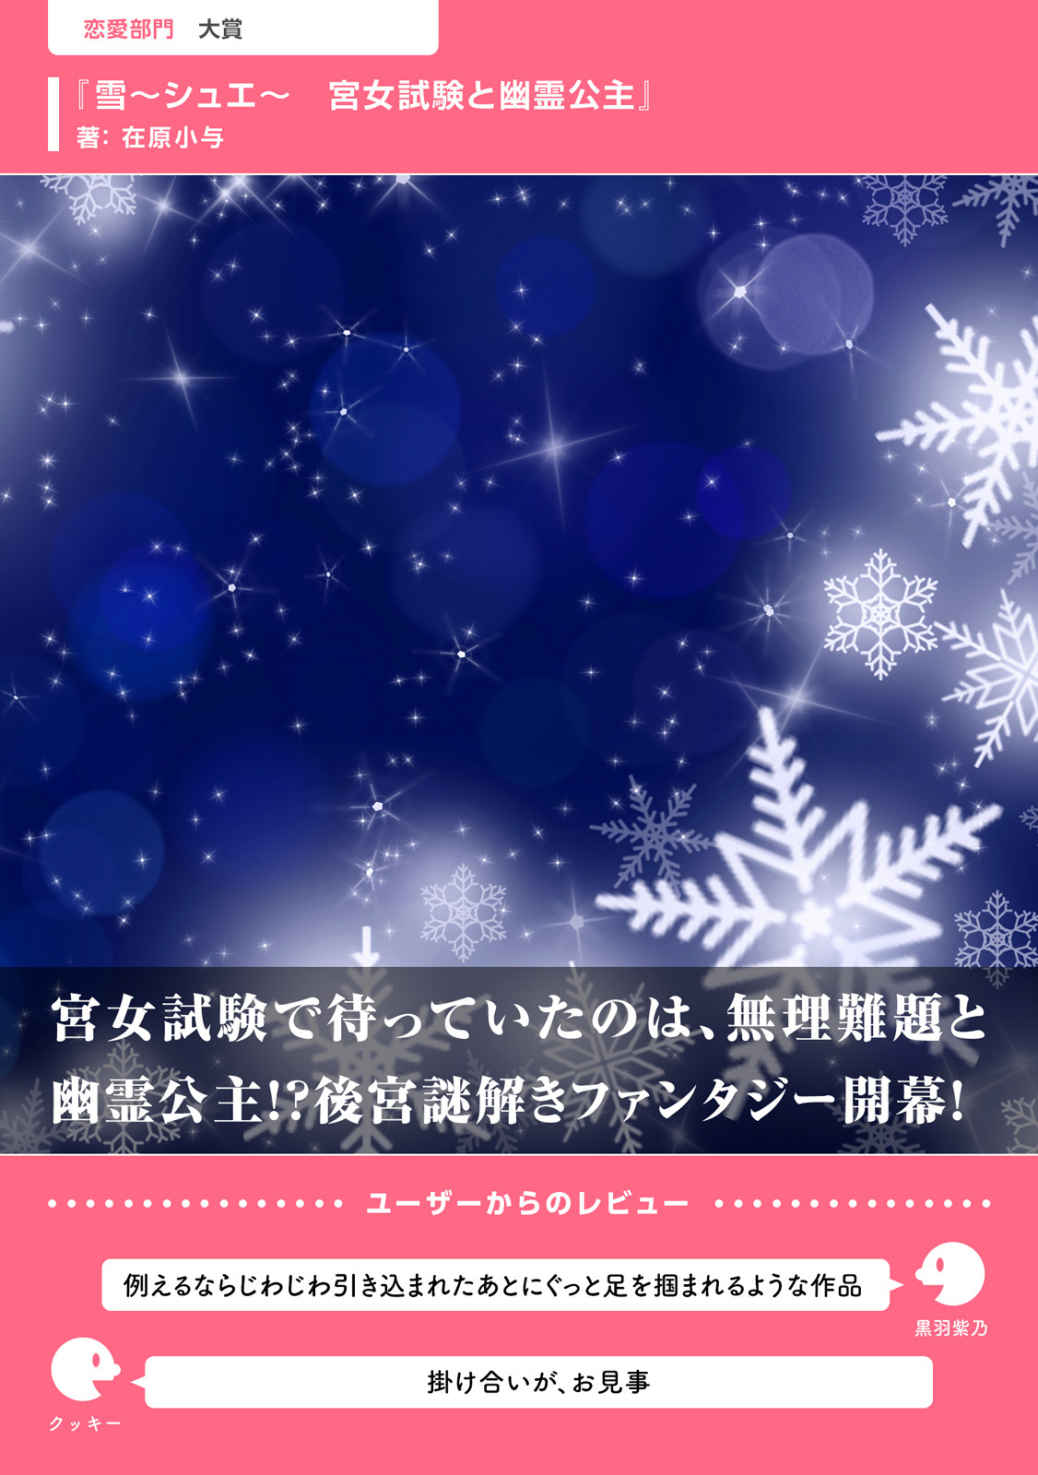 恋愛部門　大賞
『雪～シュエ～　宮女試験と幽霊公主』
著: 在原小与
宮女試験で待っていたのは、無理難題と
幽霊公主!?後宮謎解きファンタジー開幕!
ユーザーからのレビュー
例えるならじわじわ引き込まれたあとにぐっと足を掴まれるような作品
黒羽紫乃
掛け合いが、お見事
クッキー